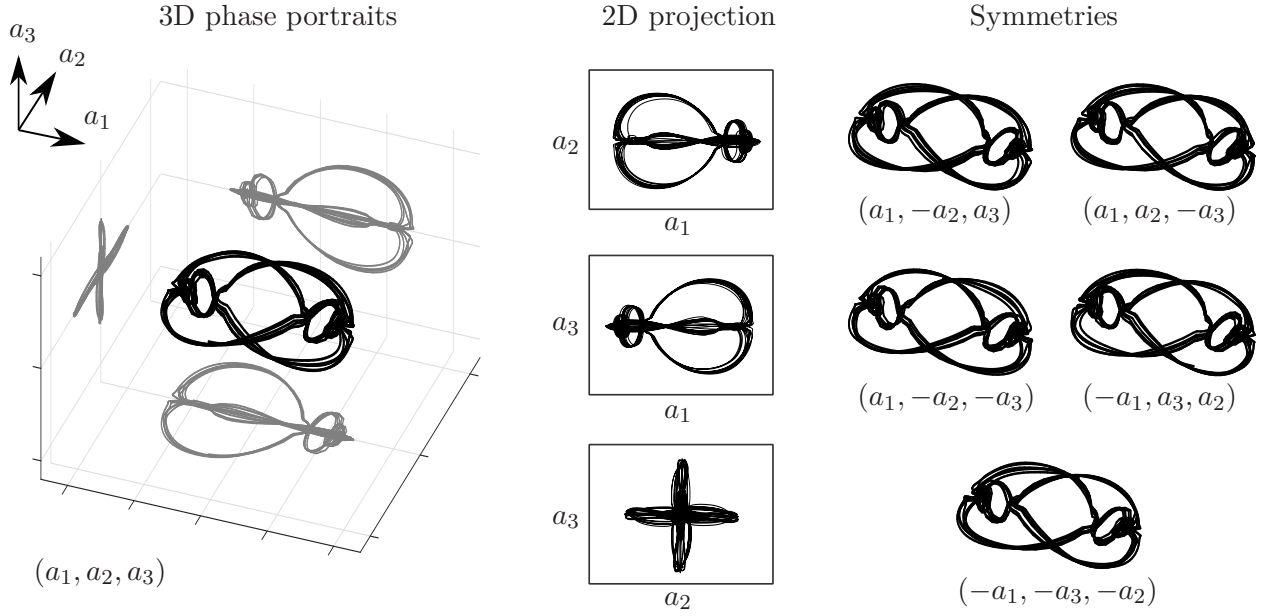 3D phase portraits
2D projection
Symmetries
a₃
a₂
a₁
a₂
a₁
(a₁, −a₂, a₃)
(a₁, a₂, −a₃)
a₃
a₁
(a₁, −a₂, −a₃)
(−a₁, a₃, a₂)
a₃
a₂
(a₁, a₂, a₃)
(−a₁, −a₃, −a₂)